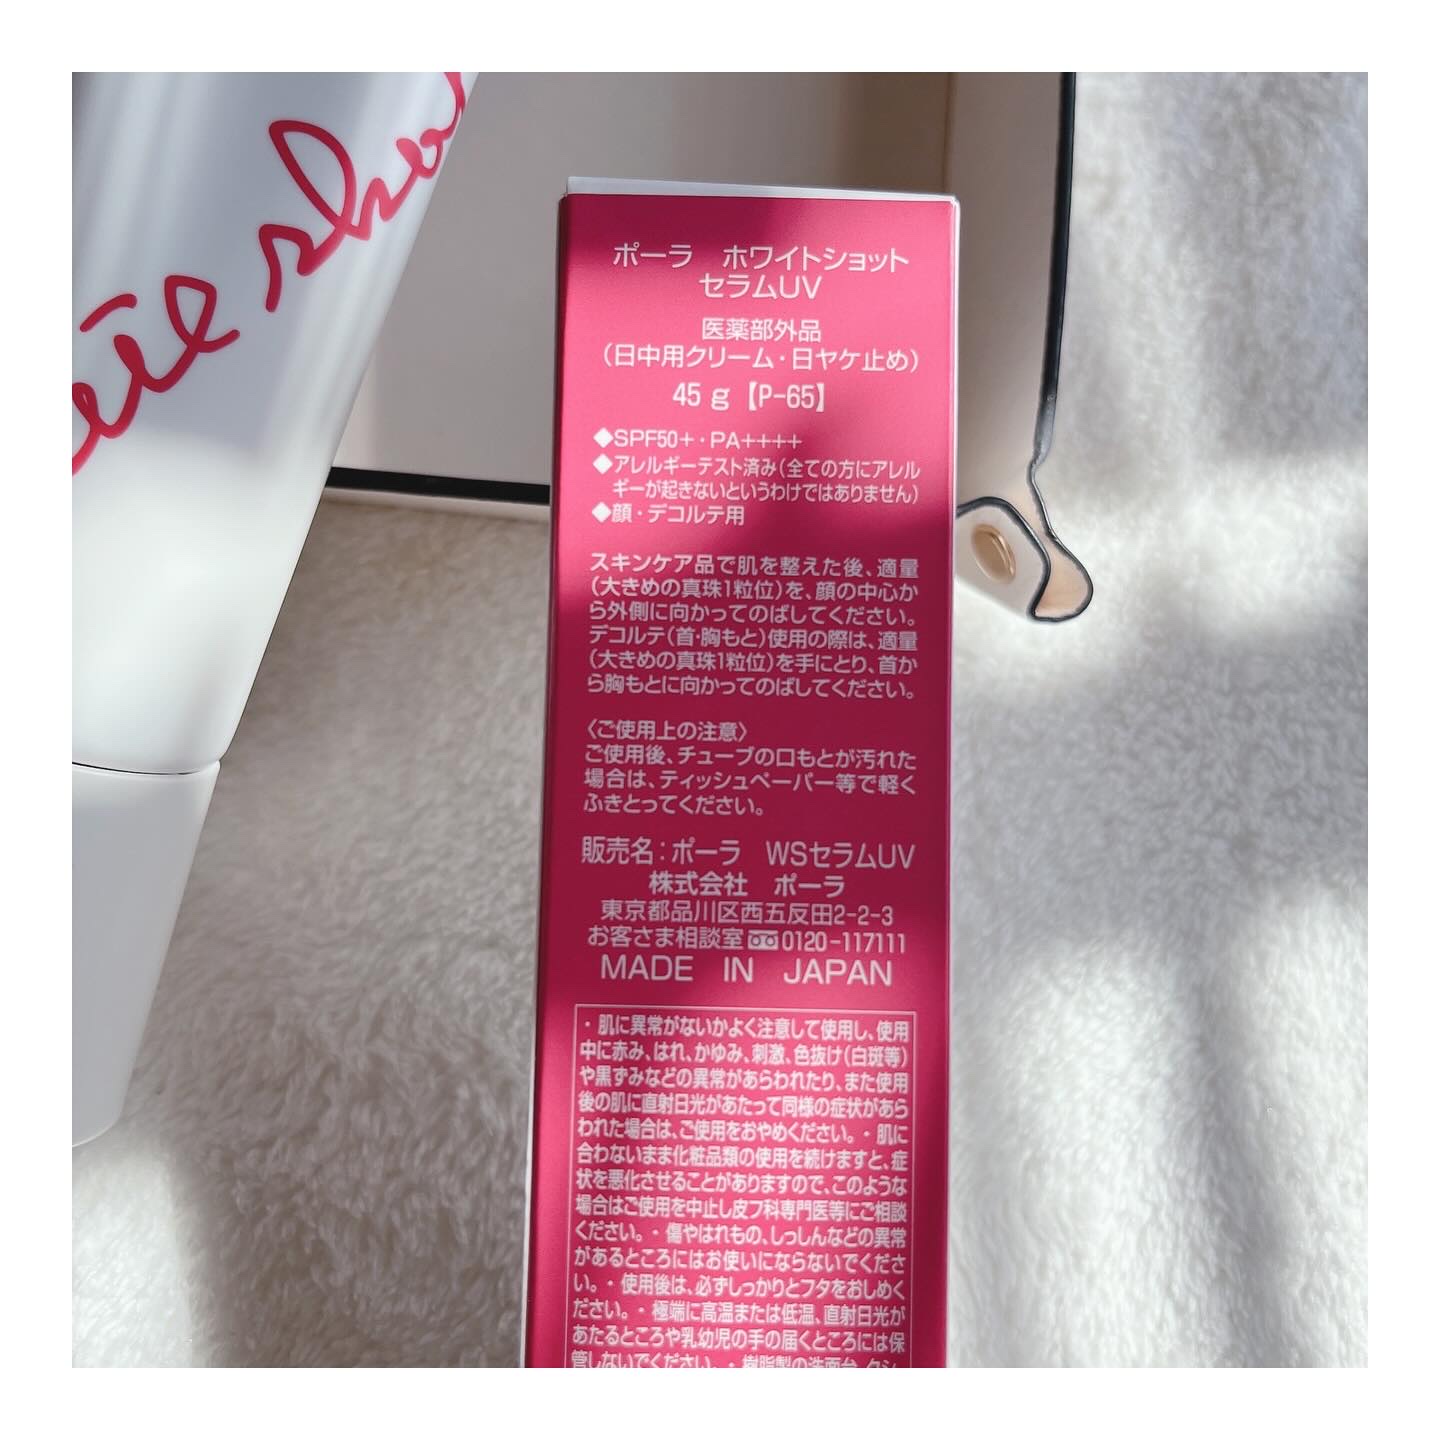 ポーラ ホワイトショット
セラムUV
医薬部外品
（日中用クリーム・日ヤケ止め）
45g【P-65】
◆SPF50+・PA++++
◆アレルギーテスト済み（全ての方にアレル
ギーが起きないというわけではありません）
◆顔・デコルテ用
スキンケア品で肌を整えた後、適量
（大きめの真珠1粒位）を、顔の中心か
ら外側に向かってのばしてください。
デコルテ（首・胸もと）使用の際は、適量
（大きめの真珠1粒位）を手にとり、首か
ら胸もとに向かってのばしてください。
〈ご使用上の注意〉
ご使用後、チューブの口もとが汚れた
場合は、ティッシュペーパー等で軽く
ふきとってください。
販売名：ポーラ WSセラムUV
株式会社 ポーラ
東京都品川区西五反田2-2-3
お客さま相談室 0120-117111
MADE IN JAPAN
・肌に異常がないかよく注意して使用し、使用
中に赤み、はれ、かゆみ、刺激、色抜け（白斑等）
や黒ずみなどの異常があらわれたり、また使用
後の肌に直射日光があたって同様の症状があら
われた場合は、ご使用をおやめください。・肌に
合わないまま化粧品類の使用を続けますと、症
状を悪化させることがありますので、このような
場合はご使用を中止し皮フ科専門医等にご相談
ください。・傷やはれもの、しっしんなどの異常
があるところにはお使いにならないでくださ
い。・使用後は、必ずしっかりとフタをおしめく
ださい。・極端に高温または低温、直射日光が
あたるところや乳幼児の手の届くところには保
管しないでください。・樹脂製の洗面台、クシ